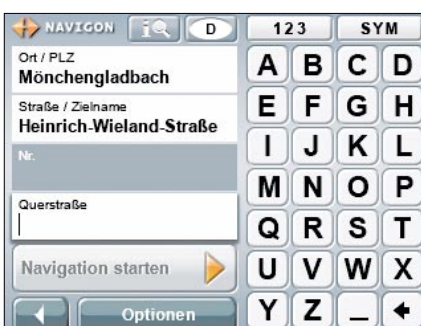 NAVIGON i D 123 SYM
Ort / PLZ
Mönchengladbach
Straße / Zielname
Heinrich-Wieland-Straße
Nr.
Querstraße
Navigation starten
Optionen
A B C D
E F G H
I J K L
M N O P
Q R S T
U V W X
Y Z _